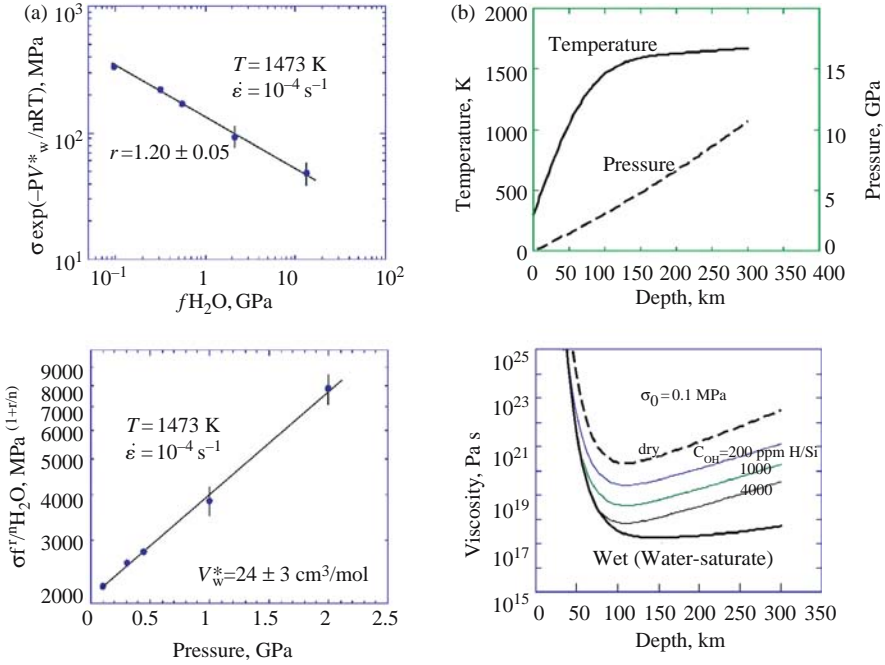 (a)
10³
10²
10¹
σ exp(−PV*w/nRT), MPa
T = 1473 K
ε̇ = 10⁻⁴ s⁻¹
r = 1.20 ± 0.05
10⁻¹ 1 10 10²
fH2O, GPa
(b)
2000
1500
1000
500
0
Temperature, K
Temperature
Pressure
15
10
5
0
Pressure, GPa
0 50 100 150 200 250 300 350 400
Depth, km
9000
8000
7000
6000
5000
4000
3000
2000
σf^r/n H2O, MPa (1+r/n)
T = 1473 K
ε̇ = 10⁻⁴ s⁻¹
V*w = 24 ± 3 cm³/mol
0 0.5 1.0 1.5 2.0 2.5
Pressure, GPa
10²⁵
10²³
10²¹
10¹⁹
10¹⁷
10¹⁵
Viscosity, Pa s
σ0 = 0.1 MPa
dry
COH=200 ppm H/Si
1000
4000
Wet (Water-saturate)
0 50 100 150 200 250 300 350
Depth, km